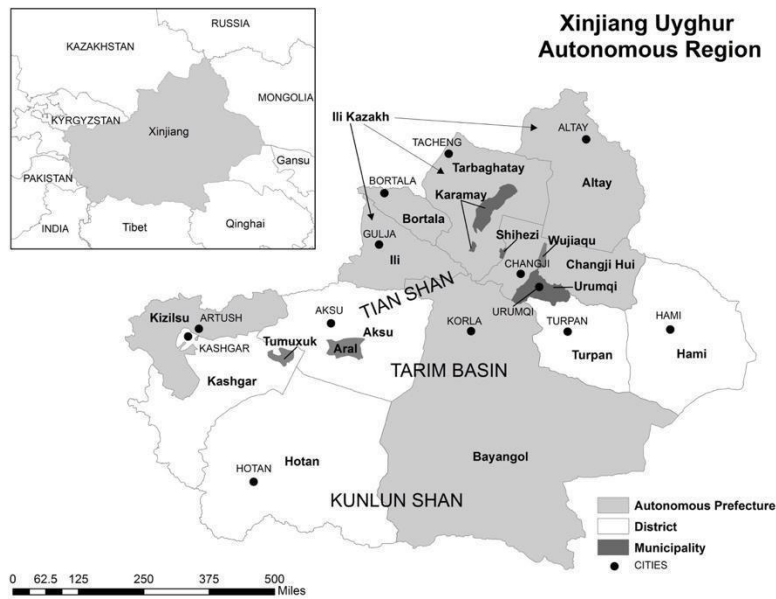 Xinjiang Uyghur
Autonomous Region
RUSSIA
KAZAKHSTAN
MONGOLIA
KYRGYZSTAN
Xinjiang
Gansu
PAKISTAN
INDIA
Tibet
Qinghai
Ili Kazakh
ALTAY
TACHENG
Tarbaghatay
Altay
BORTALA
Karamay
Bortala
GULJA
Shihezi
Wujiaqu
Ili
CHANGJI
Changji Hui
Urumqi
TIAN SHAN
URUMQI
Kizilsu
ARTUSH
AKSU
Aksu
KORLA
TURPAN
HAMI
KASHGAR
Tumuxuk
Aral
Turpan
Hami
Kashgar
TARIM BASIN
Hotan
Bayangol
HOTAN
KUNLUN SHAN
Autonomous Prefecture
District
Municipality
CITIES
0 62.5 125 250 375 500
Miles